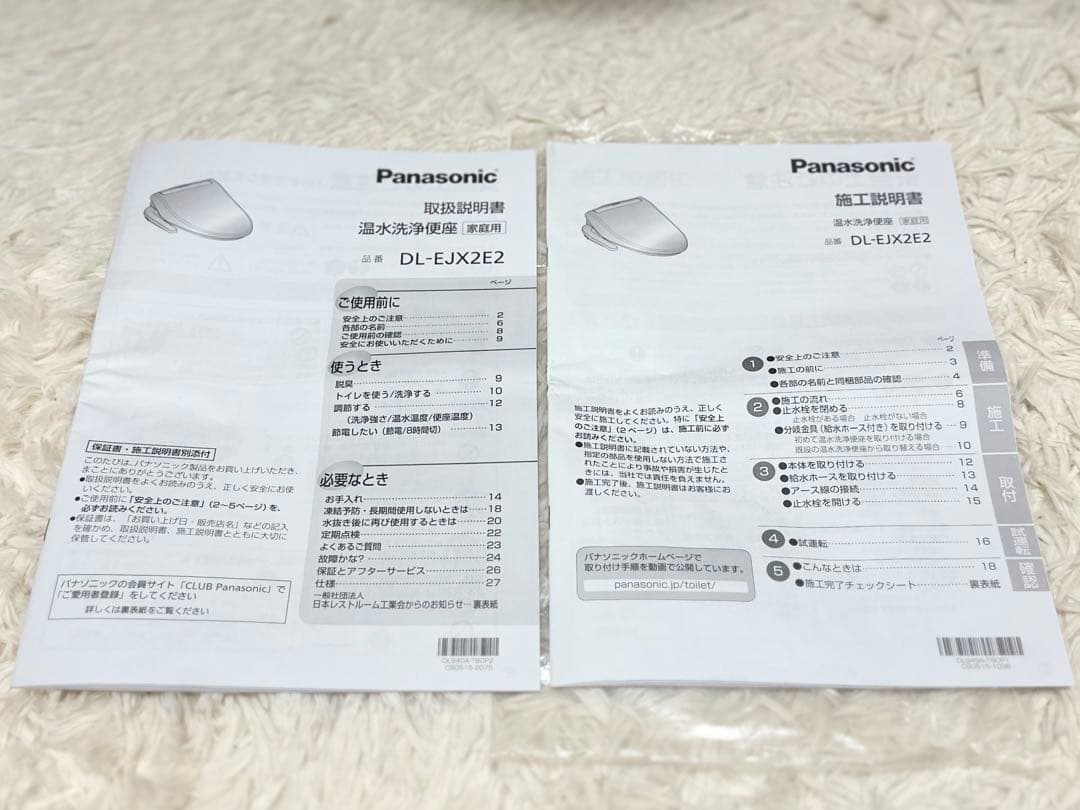 Panasonic
取扱説明書
温水洗浄便座 家庭用
品番 DL-EJX2E2
ページ
ご使用前に
安全上のご注意 2
各部の名前 6
ご使用前の確認 8
安全にお使いいただくために 9
使うとき
脱臭 9
トイレを使う/洗浄する 10
調節する 12
(洗浄強さ/温水温度/便座温度)
節電したい (節電/8時間切) 13
必要なとき
お手入れ 14
凍結予防・長期間使用しないときは 18
水抜き後に再び使用するときは 20
定期点検 22
よくあるご質問 23
故障かな? 24
保証とアフターサービス 26
仕様 27
一般社団法人
日本レストルーム工業会からのお知らせ… 裏表紙
保証書・施工説明書別添付
このたびは、パナソニック製品をお買い上げいただき、
まことにありがとうございます。
●取扱説明書をよくお読みのうえ、正しく安全にお使
いください。
●ご使用前に「安全上のご注意」(2~5ページ)を
必ずお読みください。
●保証書は、「お買い上げ日・販売店名」などの記入
を確かめ、取扱説明書、施工説明書とともに大切に
保管してください。
パナソニックの会員サイト「CLUB Panasonic」で
「ご愛用者登録」をしてください
詳しくは裏表紙をご覧ください
Panasonic
施工説明書
温水洗浄便座 家庭用
品番 DL-EJX2E2
ページ
1 ●安全上のご注意 2
●施工の前に 3
●各部の名前と同梱部品の確認 4
準備
2 ●施工の流れ 6
●止水栓を閉める 8
止水栓がある場合 止水栓がない場合
●分岐金具(給水ホース付き)を取り付ける 9
初めて温水洗浄便座を取り付ける場合
既設の温水洗浄便座から取り替える場合 10
施工
3 ●本体を取り付ける 12
●給水ホースを取り付ける 13
●アース線の接続 14
●止水栓を開ける 15
取付
4 ●試運転 16
試運転
5 ●こんなときは 18
●施工完了チェックシート 裏表紙
確認
施工説明書をよくお読みのうえ、正しく
安全に施工してください。特に「安全上の
ご注意」(2ページ)は、施工前に必ず
お読みください。
●施工説明書に記載されていない方法や、
指定の部品を使用しない方法で施工さ
れたことにより事故や損害が生じたと
きには、当社では責任を負えません。
●施工完了後、施工説明書はお客様にお
渡しください。
パナソニックホームページで
取り付け手順を動画で公開しています。
panasonic.jp/toilet/